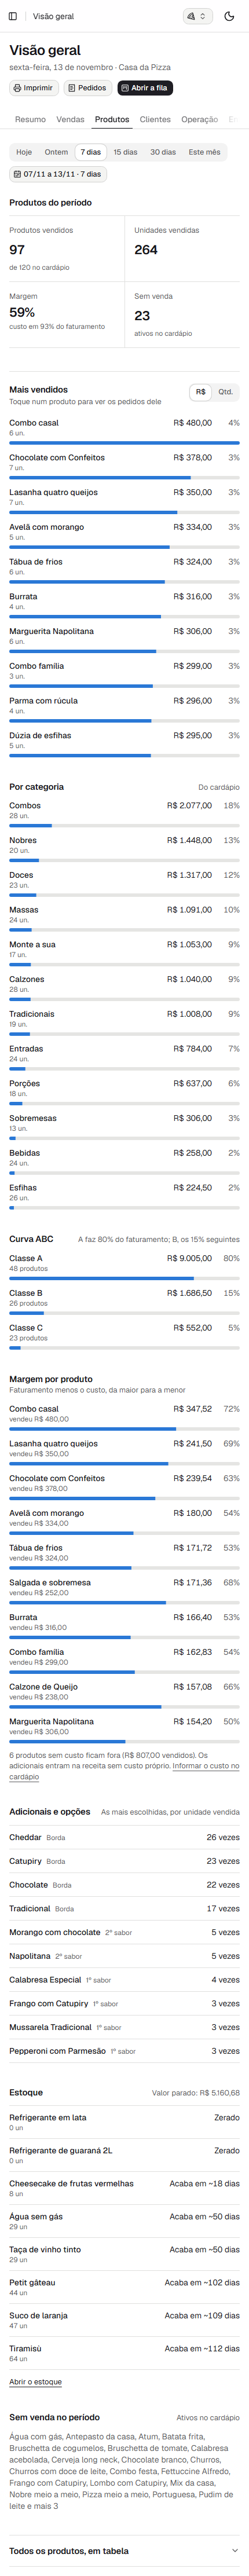 Visão geral
Visão geral
sexta-feira, 13 de novembro · Casa da Pizza
Imprimir
Pedidos
Abrir a fila
Resumo
Vendas
Produtos
Clientes
Operação
Hoje
Ontem
7 dias
15 dias
30 dias
Este mês
07/11 a 13/11 · 7 dias
Produtos do período
Produtos vendidos
97
de 120 no cardápio
Unidades vendidas
264
Margem
59%
custo em 93% do faturamento
Sem venda
23
ativos no cardápio
Mais vendidos
Toque num produto para ver os pedidos dele
R$
Qtd.
Combo casal R$ 480,00 4%
6 un.
Chocolate com Confeitos R$ 378,00 3%
7 un.
Lasanha quatro queijos R$ 350,00 3%
7 un.
Avelã com morango R$ 334,00 3%
5 un.
Tábua de frios R$ 324,00 3%
6 un.
Burrata R$ 316,00 3%
4 un.
Marguerita Napolitana R$ 306,00 3%
6 un.
Combo família R$ 299,00 3%
3 un.
Parma com rúcula R$ 296,00 3%
4 un.
Dúzia de esfihas R$ 295,00 3%
5 un.
Por categoria
Do cardápio
Combos R$ 2.077,00 18%
28 un.
Nobres R$ 1.448,00 13%
20 un.
Doces R$ 1.317,00 12%
23 un.
Massas R$ 1.091,00 10%
24 un.
Monte a sua R$ 1.053,00 9%
17 un.
Calzones R$ 1.040,00 9%
28 un.
Tradicionais R$ 1.008,00 9%
19 un.
Entradas R$ 784,00 7%
24 un.
Porções R$ 637,00 6%
18 un.
Sobremesas R$ 306,00 3%
13 un.
Bebidas R$ 258,00 2%
24 un.
Esfihas R$ 224,50 2%
26 un.
Curva ABC
A faz 80% do faturamento; B, os 15% seguintes
Classe A R$ 9.005,00 80%
48 produtos
Classe B R$ 1.686,50 15%
26 produtos
Classe C R$ 552,00 5%
23 produtos
Margem por produto
Faturamento menos o custo, da maior para a menor
Combo casal R$ 347,52 72%
vendeu R$ 480,00
Lasanha quatro queijos R$ 241,50 69%
vendeu R$ 350,00
Chocolate com Confeitos R$ 239,54 63%
vendeu R$ 378,00
Avelã com morango R$ 180,00 54%
vendeu R$ 334,00
Tábua de frios R$ 171,72 53%
vendeu R$ 324,00
Salgada e sobremesa R$ 171,36 68%
vendeu R$ 252,00
Burrata R$ 166,40 53%
vendeu R$ 316,00
Combo família R$ 162,83 54%
vendeu R$ 299,00
Calzone de Queijo R$ 157,08 66%
vendeu R$ 238,00
Marguerita Napolitana R$ 154,20 50%
vendeu R$ 306,00
6 produtos sem custo ficam fora (R$ 807,00 vendidos). Os
adicionais entram na receita sem custo próprio. Informar o custo no
cardápio
Adicionais e opções
As mais escolhidas, por unidade vendida
Cheddar Borda 26 vezes
Catupiry Borda 23 vezes
Chocolate Borda 22 vezes
Tradicional Borda 17 vezes
Morango com chocolate 2º sabor 5 vezes
Napolitana 2º sabor 5 vezes
Calabresa Especial 1º sabor 4 vezes
Frango com Catupiry 1º sabor 3 vezes
Mussarela Tradicional 1º sabor 3 vezes
Pepperoni com Parmesão 1º sabor 3 vezes
Estoque
Valor parado: R$ 5.160,68
Refrigerante em lata Zerado
0 un
Refrigerante de guaraná 2L Zerado
0 un
Cheesecake de frutas vermelhas Acaba em ~18 dias
8 un
Água sem gás Acaba em ~50 dias
29 un
Taça de vinho tinto Acaba em ~50 dias
29 un
Petit gâteau Acaba em ~102 dias
44 un
Suco de laranja Acaba em ~109 dias
47 un
Tiramisù Acaba em ~112 dias
64 un
Abrir o estoque
Sem venda no período
Ativos no cardápio
Água com gás, Antepasto da casa, Atum, Batata frita,
Bruschetta de cogumelos, Bruschetta de tomate, Calabresa
acebolada, Cerveja long neck, Chocolate branco, Churros,
Churros com doce de leite, Combo festa, Fettuccine Alfredo,
Frango com Catupiry, Lombo com Catupiry, Mix da casa,
Nobre meio a meio, Pizza meio a meio, Portuguesa, Pudim de
leite e mais 3
Todos os produtos, em tabela